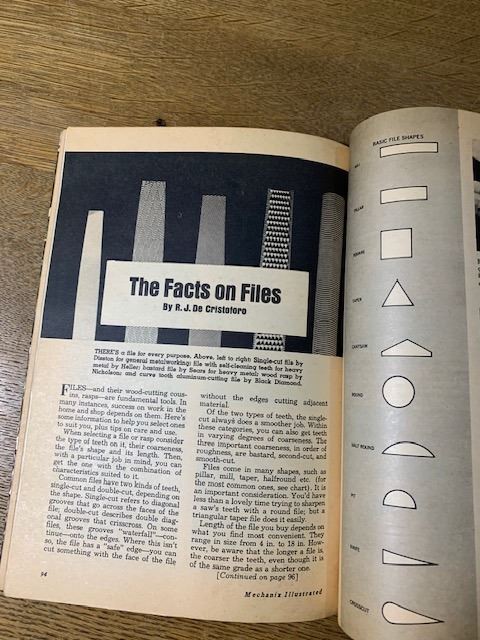 The Facts on Files
By R. J. De Cristoforo
THERE'S a file for every purpose. Above, left to right: Single-cut file by
Disston for general metalworking; file with self-cleaning teeth for heavy
metal by Heller; bastard file by Sears for heavy metal; wood rasp by
Nicholson; and curve tooth aluminum-cutting file by Black Diamond.
FILES—and their wood-cutting cous-
ins, rasps—are fundamental tools. In
many instances, success on work in the
home and shop depends on them. Here's
some information to help you select ones
to suit you, plus tips on care and use.
When selecting a file or rasp consider
the type of teeth on it, their coarseness,
the file's shape and its length. Then,
with a particular job in mind, you can
get the one with the combination of
characteristics suited to it.
Common files have two kinds of teeth,
single-cut and double-cut, depending on
the shape. Single-cut refers to diagonal
grooves that go across the faces of the
file; double-cut describes double diag-
onal grooves that crisscross. On some
files, these grooves "waterfall"—con-
tinue—onto the edges. Where this isn't
so, the file has a "safe" edge—you can
cut something with the face of the file
94
without the edges cutting adjacent
material.
Of the two types of teeth, the single-
cut always does a smoother job. Within
these categories, you can also get teeth
in varying degrees of coarseness. The
three important coarseness, in order of
roughness, are bastard, second-cut, and
smooth-cut.
Files come in many shapes, such as
pillar, mill, taper, halfround etc. (for
the most common ones, see chart). It is
an important consideration. You'd have
less than a lovely time trying to sharpen
a saw's teeth with a round file; but a
triangular taper file does it easily.
Length of the file you buy depends on
what you find most convenient. They
range in size from 4 in. to 18 in. How-
ever, be aware that the longer a file is,
the coarser the teeth, even though it is
of the same grade as a shorter one.
[Continued on page 96]
Mechanix Illustrated
BASIC FILE SHAPES
MILL
PILLAR
SQUARE
TAPER
CANTSAW
ROUND
HALF ROUND
PIT
KNIFE
CROSSCUT